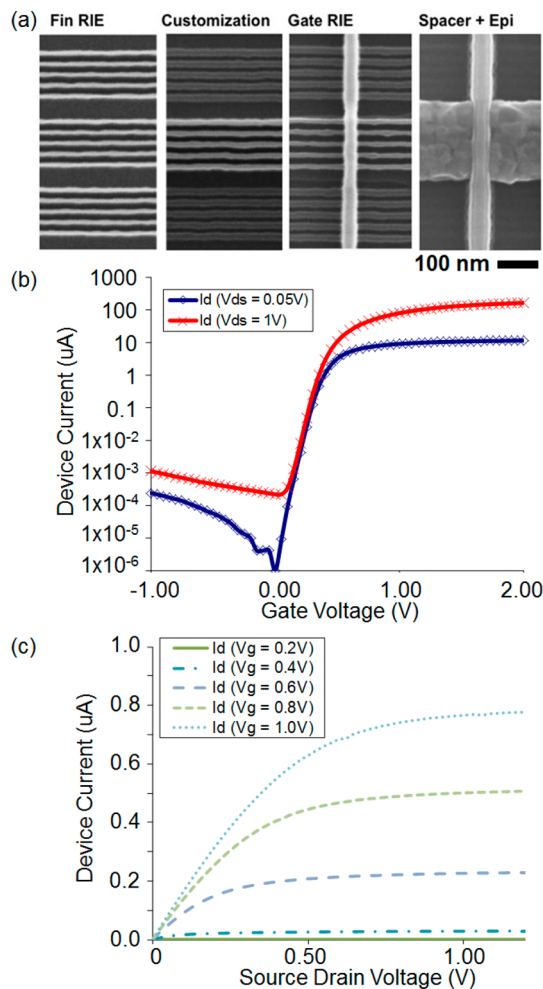 (a) Fin RIE Customization Gate RIE Spacer + Epi
100 nm
(b)
1000
100
10
1
0.1
1x10-2
1x10-3
1x10-4
1x10-5
1x10-6
Device Current (uA)
Id (Vds = 0.05V)
Id (Vds = 1V)
-1.00 0.00 1.00 2.00
Gate Voltage (V)
(c)
1.0
0.8
0.6
0.4
0.2
0.0
Device Current (uA)
Id (Vg = 0.2V)
Id (Vg = 0.4V)
Id (Vg = 0.6V)
Id (Vg = 0.8V)
Id (Vg = 1.0V)
0 0.50 1.00
Source Drain Voltage (V)